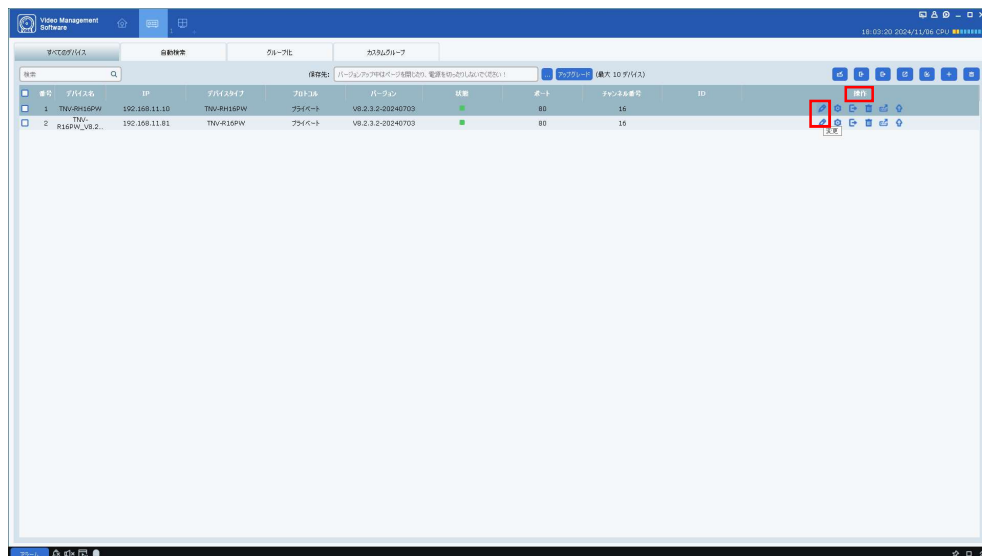 Video Management
Software
18:03:20 2024/11/06 CPU
すべてのデバイス 自動検索 グループ化 カスタムグループ
検索 保存先: バージョンアップ中はページを閉じたり、電源を切ったりしないでください! ... アップグレード (最大 10 デバイス)
番号 デバイス名 IP デバイスタイプ プロトコル バージョン 状態 ポート チャンネル番号 ID 操作
1 TNV-RH16PW 192.168.11.10 TNV-RH16PW プライベート V8.2.3.2-20240703 80 16
2 TNV-R16PW_V8.2... 192.168.11.81 TNV-R16PW プライベート V8.2.3.2-20240703 80 16
変更
アラーム